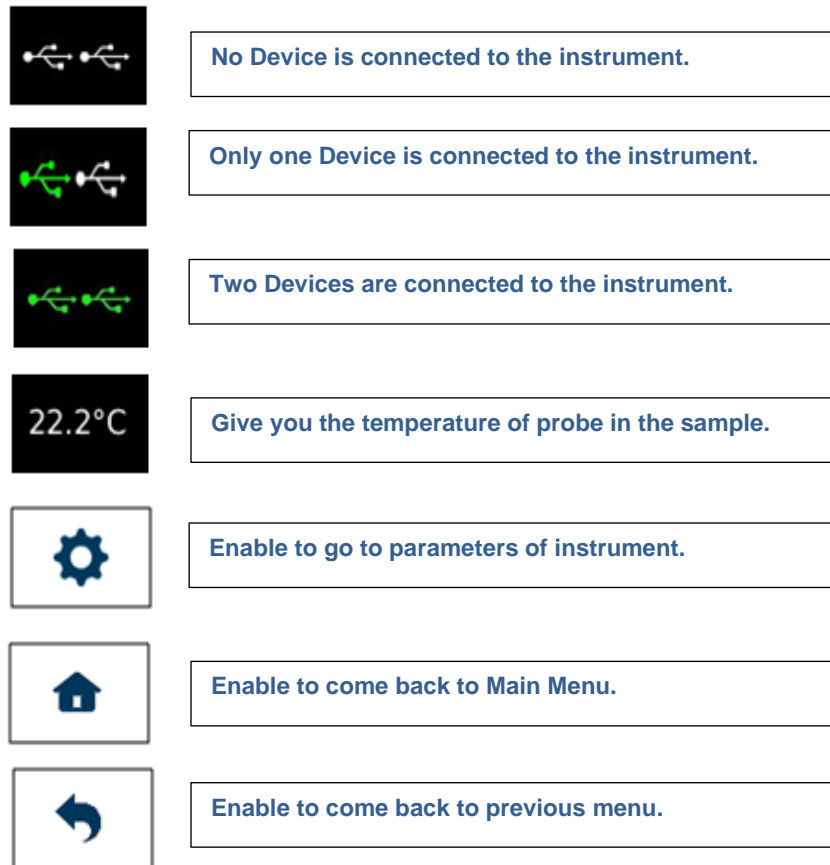 No Device is connected to the instrument.
Only one Device is connected to the instrument.
Two Devices are connected to the instrument.
22.2°C
Give you the temperature of probe in the sample.
Enable to go to parameters of instrument.
Enable to come back to Main Menu.
Enable to come back to previous menu.